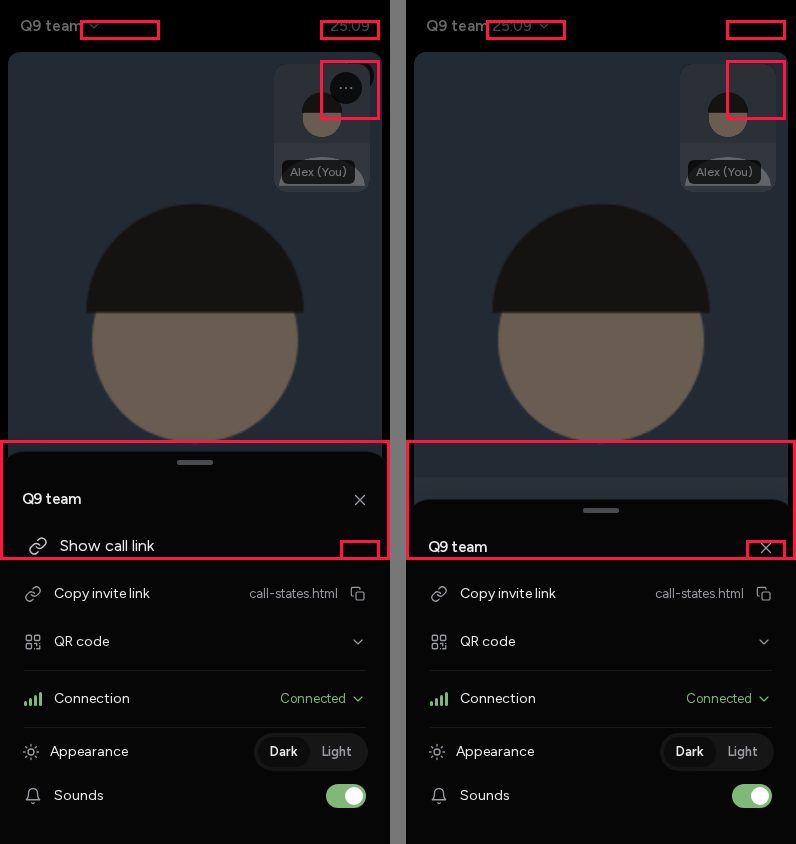 Q9 team
25:09
Alex (You)
Q9 team
Show call link
Copy invite link
call-states.html
QR code
Connection
Connected
Appearance
Dark
Light
Sounds
Q9 team
25:09
Alex (You)
Q9 team
Copy invite link
call-states.html
QR code
Connection
Connected
Appearance
Dark
Light
Sounds